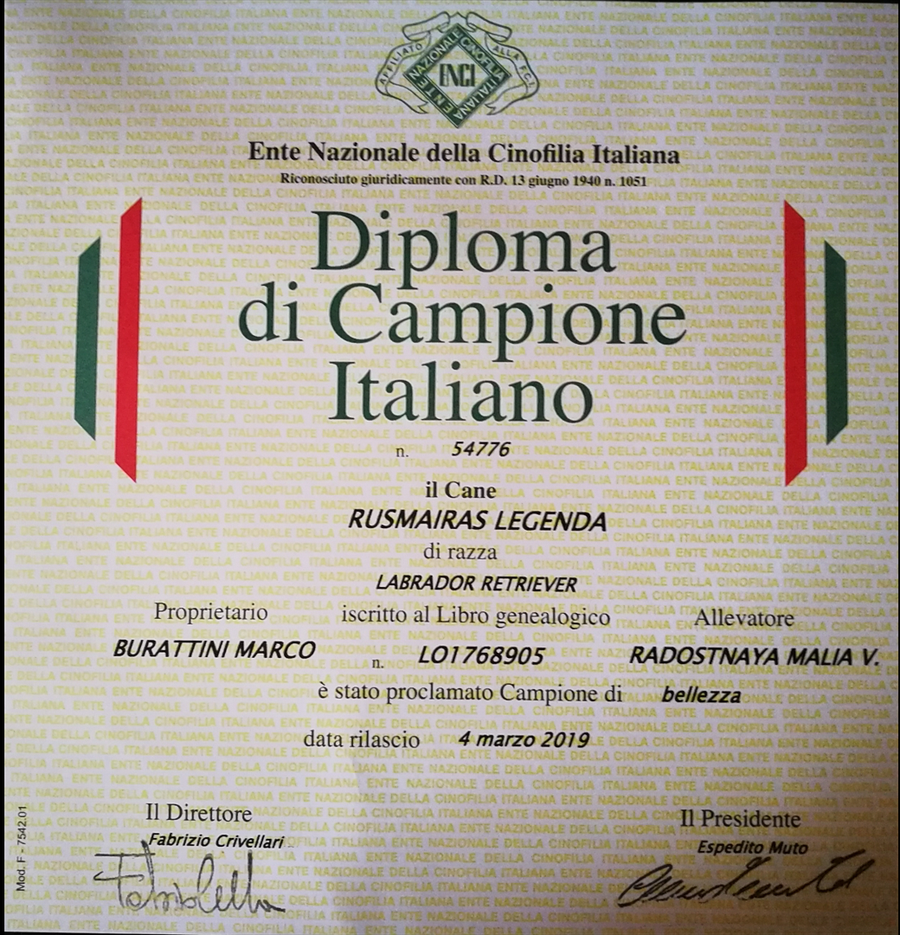 AFFILIATO ALLA F.C.I.
ENTE NAZIONALE CINOFILIA ITALIANA
ENCI
Ente Nazionale della Cinofilia Italiana
Riconosciuto giuridicamente con R.D. 13 giugno 1940 n. 1051
Diploma
di Campione
Italiano
n. 54776
il Cane
RUSMAIRAS LEGENDA
di razza
LABRADOR RETRIEVER
Proprietario iscritto al Libro genealogico Allevatore
BURATTINI MARCO n. LO1768905 RADOSTNAYA MALIA V.
è stato proclamato Campione di bellezza
data rilascio 4 marzo 2019
Il Direttore Il Presidente
Fabrizio Crivellari Espedito Muto
Mod. F - 7542.01